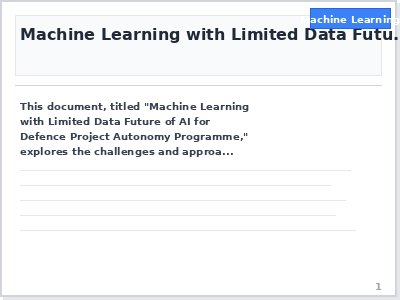 Machine Learning
Machine Learning with Limited Data Futu...
This document, titled "Machine Learning
with Limited Data Future of AI for
Defence Project Autonomy Programme,"
explores the challenges and approa...
1